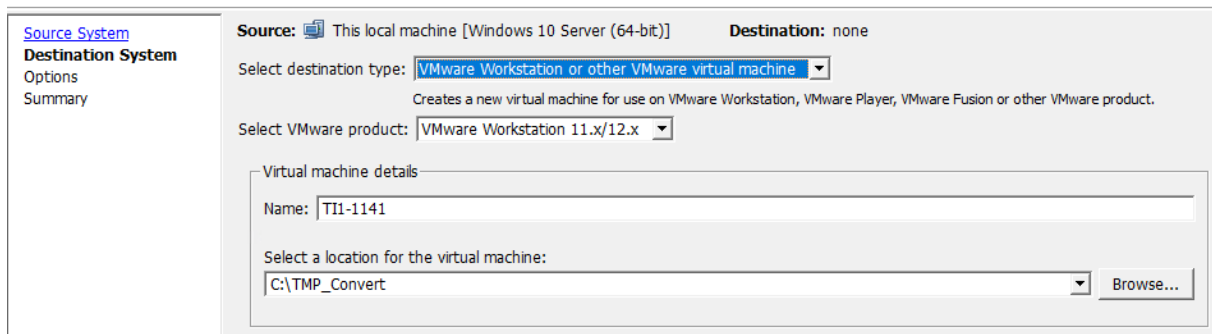 Source System
Destination System
Options
Summary
Source: This local machine [Windows 10 Server (64-bit)] Destination: none
Select destination type: VMware Workstation or other VMware virtual machine
Creates a new virtual machine for use on VMware Workstation, VMware Player, VMware Fusion or other VMware product.
Select VMware product: VMware Workstation 11.x/12.x
Virtual machine details
Name: TI1-1141
Select a location for the virtual machine:
C:\TMP_Convert Browse...